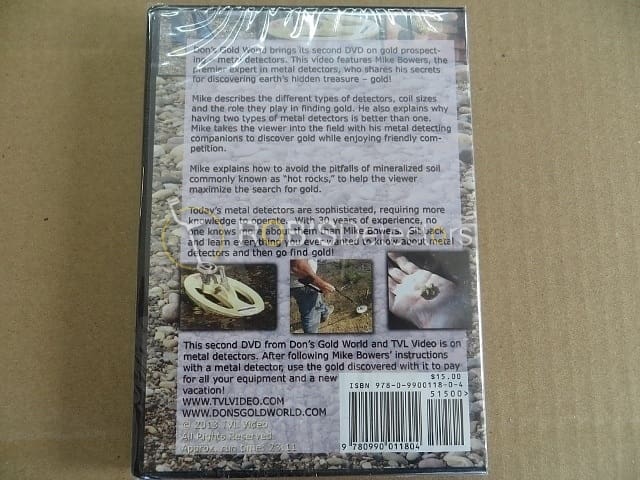 Don's Gold World brings its second DVD on gold prospect-
ing – metal detectors. This video features Mike Bowers, the
premier expert in metal detectors, who shares his secrets
for discovering earth's hidden treasure – gold!
Mike describes the different types of detectors, coil sizes
and the role they play in finding gold. He also explains why
having two types of metal detectors is better than one.
Mike takes the viewer into the field with his metal detecting
companions to discover gold while enjoying friendly com-
petition.
Mike explains how to avoid the pitfalls of mineralized soil
commonly known as "hot rocks," to help the viewer
maximize the search for gold.
Today's metal detectors are sophisticated, requiring more
knowledge to operate. With 30 years of experience, no
one knows more about them than Mike Bowers. Sit back
and learn everything you ever wanted to know about metal
detectors and then go find gold!
This second DVD from Don's Gold World and TVL Video is on
metal detectors. After following Mike Bowers' instructions
with a metal detector, use the gold discovered with it to pay
for all your equipment and a new
vacation!
WWW.TVLVIDEO.COM
WWW.DONSGOLDWORLD.COM
© 2013 TVL Video
All Rights Reserved
Approx. run time: 73:11
$15.00
ISBN 978-0-9900118-0-4
51500>
9 780990 011804